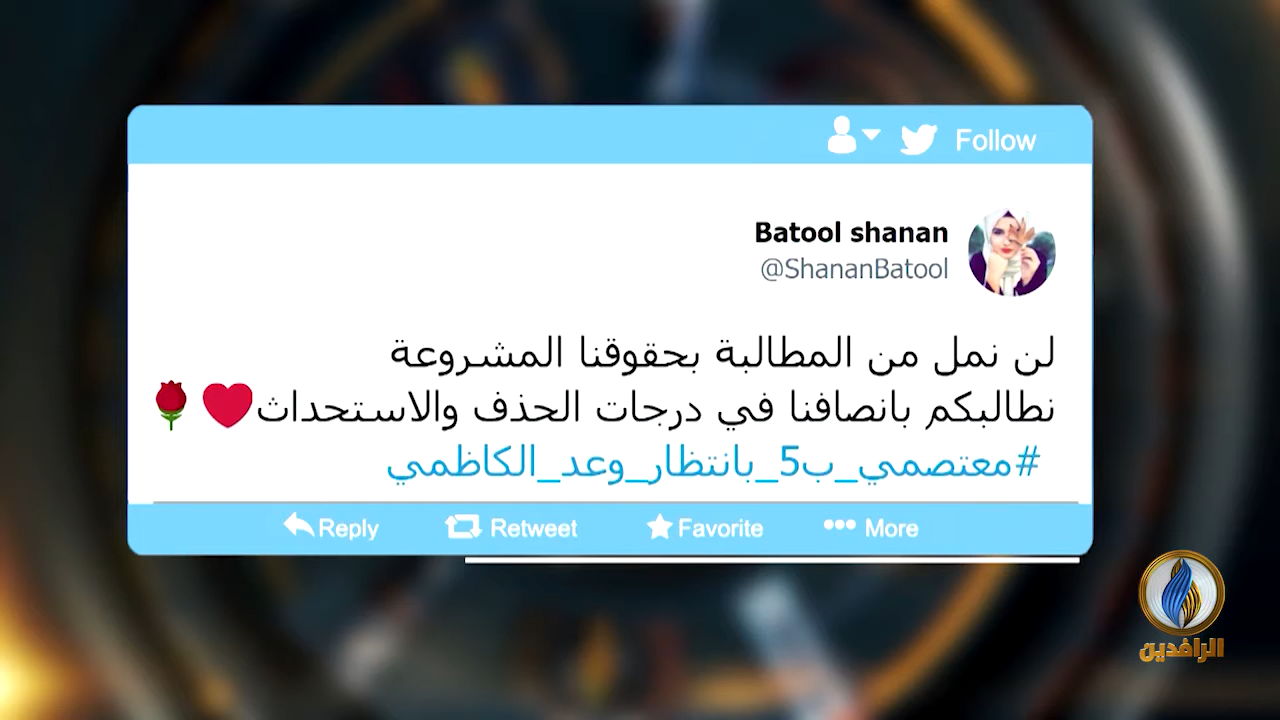 Follow
Batool shanan
@ShananBatool
لن نمل من المطالبة بحقوقنا المشروعة
نطالبكم بانصافنا في درجات الحذف والاستحداث❤🌹
#معتصمي_ب5_بانتظار_وعد_الكاظمي
Reply Retweet Favorite More
الرافدين